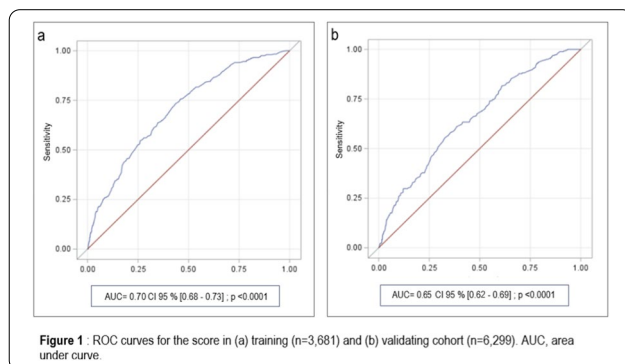 a
b
1.00
0.75
0.50
0.25
0.00
Sensitivity
0.00 0.25 0.50 0.75 1.00
AUC= 0.70 CI 95 % [0.68 - 0.73] ; p <0.0001
1.00
0.75
0.50
0.25
0.00
Sensitivity
0.00 0.25 0.50 0.75 1.00
AUC= 0.65 CI 95 % [0.62 - 0.69] ; p <0.0001
Figure 1 : ROC curves for the score in (a) training (n=3,681) and (b) validating cohort (n=6,299). AUC, area
under curve.